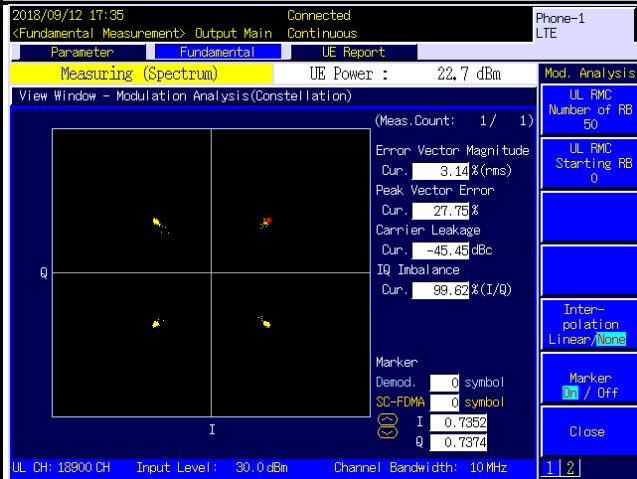 2018/09/12 17:35 Connected Phone-1
<Fundamental Measurement> Output Main Continuous LTE
Parameter Fundamental UE Report
Measuring (Spectrum) UE Power : 22.7 dBm Mod. Analysis
View Window - Modulation Analysis(Constellation)
UL RMC
Number of RB
50
(Meas.Count: 1/ 1)
Error Vector Magnitude
Cur. 3.14 %(rms)
Peak Vector Error
Cur. 27.75 %
Carrier Leakage
Cur. -45.45 dBc
IQ Imbalance
Cur. 99.62 %(I/Q)
UL RMC
Starting RB
0
Q
I
Inter-
polation
Linear/None
Marker
Demod. 0 symbol
SC-FDMA 0 symbol
I 0.7352
Q 0.7374
Marker
On / Off
Close
UL CH: 18900 CH Input Level: 30.0 dBm Channel Bandwidth: 10 MHz 1 2